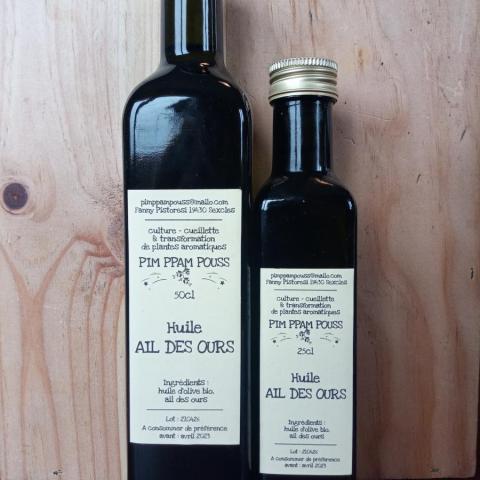 pimppampouss@mailo.com
Fanny Pistoresi 19430 Sexcles
culture - cueillette
& transformation
de plantes aromatiques
PIM PPAM POUSS
50cl
Huile
AIL DES OURS
Ingrédients :
huile d'olive bio.
ail des ours
Lot : 210426
A consommer de préférence
avant : avril 2023
pimppampouss@mailo.com
Fanny Pistoresi 19430 Sexcles
culture - cueillette
& transformation
de plantes aromatiques
PIM PPAM POUSS
25cl
Huile
AIL DES OURS
Ingrédients :
huile d'olive bio.
ail des ours
Lot : 210426
A consommer de préférence
avant : avril 2023